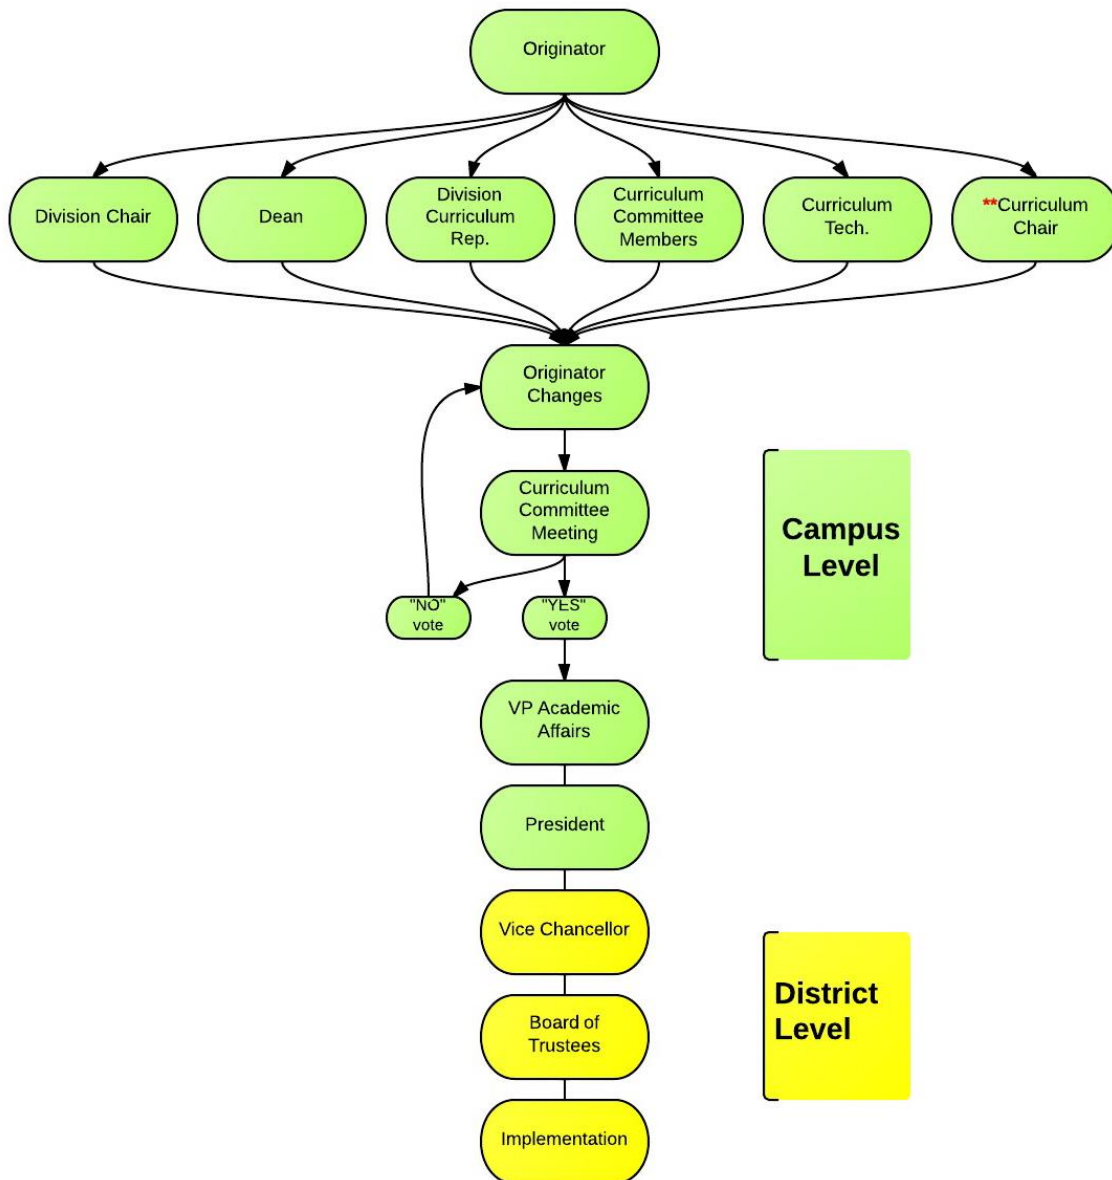 Originator
Division Chair
Dean
Division
Curriculum
Rep.
Curriculum
Committee
Members
Curriculum
Tech.
**Curriculum
Chair
Originator
Changes
Curriculum
Committee
Meeting
"NO"
vote
"YES"
vote
Campus
Level
VP Academic
Affairs
President
Vice Chancellor
District
Level
Board of
Trustees
Implementation